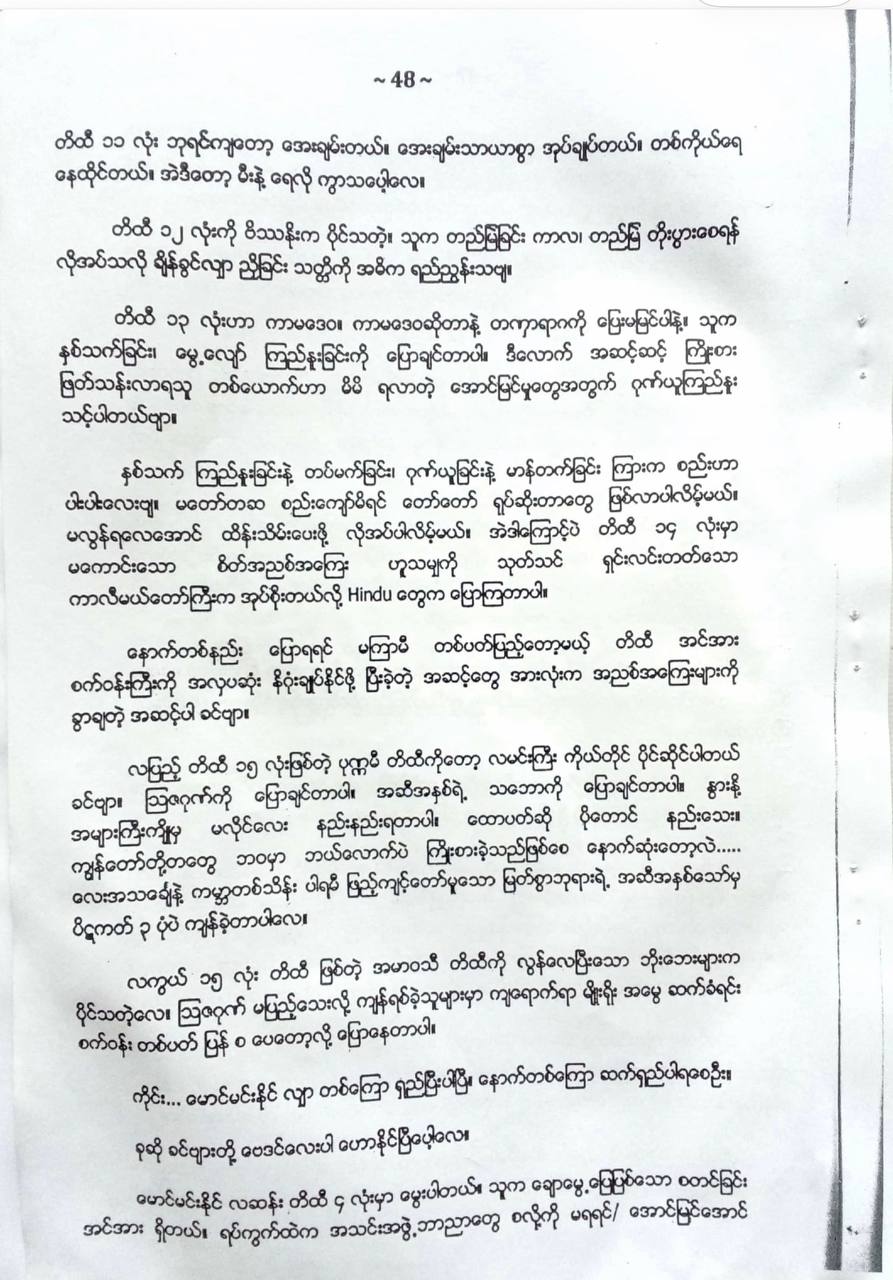 ~ 48 ~
တိထီ ၁၁ လုံး ဘုရင်ကျတော့ အေးချမ်းတယ်။ အေးချမ်းသာယာစွာ အုပ်ချုပ်တယ်။ တစ်ကိုယ်ရေ
နေထိုင်တယ်။ အဲဒီတော့ မီးနဲ့ ရေလို ကွာသပေါ့လေ။
တိထီ ၁၂ လုံးကို ဗိဿနိုးက ပိုင်သတဲ့။ သူက တည်မြဲခြင်း ကာလ၊ တည်မြဲ တိုးပွားစေရန်
လိုအပ်သလို ချိန်ခွင်လျှာ ညှိခြင်း သတ္တိကို အဓိက ရည်ညွှန်းသဗျ။
တိထီ ၁၃ လုံးဟာ ကာမဒေဝ။ ကာမဒေဝဆိုတာနဲ့ တဏှာရာဂကို ပြေးမမြင်ပါနဲ့။ သူက
နှစ်သက်ခြင်း၊ မွေ့လျော် ကြည်နူးခြင်းကို ပြောချင်တာပါ။ ဒီလောက် အဆင့်ဆင့် ကြိုးစား
ဖြတ်သန်းလာရသူ တစ်ယောက်ဟာ မိမိ ရလာတဲ့ အောင်မြင်မှုတွေအတွက် ဂုဏ်ယူကြည်နူး
သင့်ပါတယ်ဗျာ။
နှစ်သက် ကြည်နူးခြင်းနဲ့ တပ်မက်ခြင်း၊ ဂုဏ်ယူခြင်းနဲ့ မာန်တက်ခြင်း ကြားက စည်းဟာ
ပါးပါးလေးဗျ။ မတော်တဆ စည်းကျော်မိရင် တော်တော် ရုပ်ဆိုးတာတွေ ဖြစ်လာပါလိမ့်မယ်။
မလွန်ရလေအောင် ထိန်းသိမ်းပေးဖို့ လိုအပ်ပါလိမ့်မယ်။ အဲဒါကြောင့်ပဲ တိထီ ၁၄ လုံးမှာ
မကောင်းသော စိတ်အညစ်အကြေး ဟူသမျှကို သုတ်သင် ရှင်းလင်းတတ်သော
ကာလီမယ်တော်ကြီးက အုပ်စိုးတယ်လို့ Hindu တွေက ပြောကြတာပါ။
နောက်တစ်နည်း ပြောရရင် မကြာမီ တစ်ပတ်ပြည့်တော့မယ့် တိထီ အင်အား
စက်ဝန်းကြီးကို အလှပဆုံး နိဂုံးချုပ်နိုင်ဖို့ ပြီးခဲ့တဲ့ အဆင့်တွေ အားလုံးက အညစ်အကြေးများကို
ခွာချတဲ့ အဆင့်ပါ ခင်ဗျာ။
လပြည့် တိထီ ၁၅ လုံးဖြစ်တဲ့ ပုဏ္ဏမီ တိထီကိုတော့ လမင်းကြီး ကိုယ်တိုင် ပိုင်ဆိုင်ပါတယ်
ခင်ဗျာ။ ဩဇဂုဏ်ကို ပြောချင်တာပါ။ အဆီအနှစ်ရဲ့ သဘောကို ပြောချင်တာပါ။ နွားနို့
အများကြီးကျိုမှ မလိုင်လေး နည်းနည်းရတာပါ။ ထောပတ်ဆို ပိုတောင် နည်းသေး။
ကျွန်တော်တို့တတွေ ဘဝမှာ ဘယ်လောက်ပဲ ကြိုးစားခဲ့သည်ဖြစ်စေ နောက်ဆုံးတော့လဲ.....
လေးအသင်္ချေနဲ့ ကမ္ဘာတစ်သိန်း ပါရမီ ဖြည့်ကျင့်တော်မူသော မြတ်စွာဘုရားရဲ့ အဆီအနှစ်သော်မှ
ပိဋကတ် ၃ ပုံပဲ ကျန်ခဲ့တာပါလေ။
လကွယ် ၁၅ လုံး တိထီ ဖြစ်တဲ့ အမာဝသီ တိထီကို လွန်လေပြီးသော ဘိုးဘေးများက
ပိုင်သတဲ့လေ။ ဩဇဂုဏ် မပြည့်သေးလို့ ကျန်ရစ်ခဲ့သူများမှာ ကျရောက်ရာ မျိုးရိုး အမွေ ဆက်ခံရင်း
စက်ဝန်း တစ်ပတ် ပြန် စ ပေတော့လို့ ပြောနေတာပါ။
ကိုင်း... မောင်မင်းနိုင် လျှာ တစ်ကြော ရှည်ပြီးပါပြီ။ နောက်တစ်ကြော ဆက်ရှည်ပါရစေဦး။
ခုဆို ခင်ဗျားတို့ ဗေဒင်လေးပါ ဟောနိုင်ပြီပေါ့လေ။
မောင်မင်းနိုင် လဆန်း တိထီ ၄ လုံးမှာ မွေးပါတယ်။ သူက ချောမွေ့ပြေပြစ်သော စတင်ခြင်း
အင်အား ရှိတယ်။ ရပ်ကွက်ထဲက အသင်းအဖွဲ့ဘာညာတွေ စလို့ကို မရရင်/ အောင်မြင်အောင်